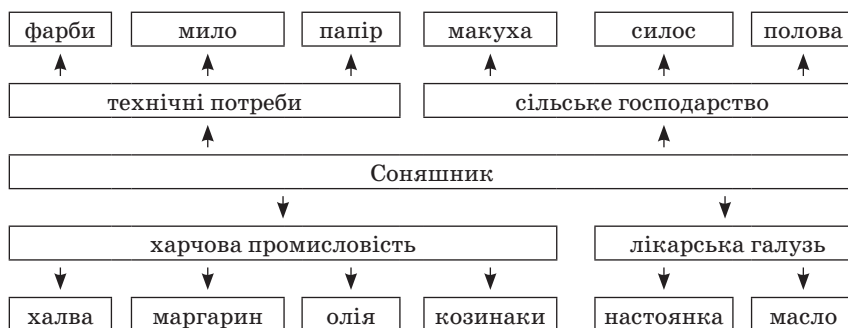 фарби мило папір макуха силос полова
технічні потреби сільське господарство
Соняшник
харчова промисловість лікарська галузь
халва маргарин олія козинаки настоянка масло